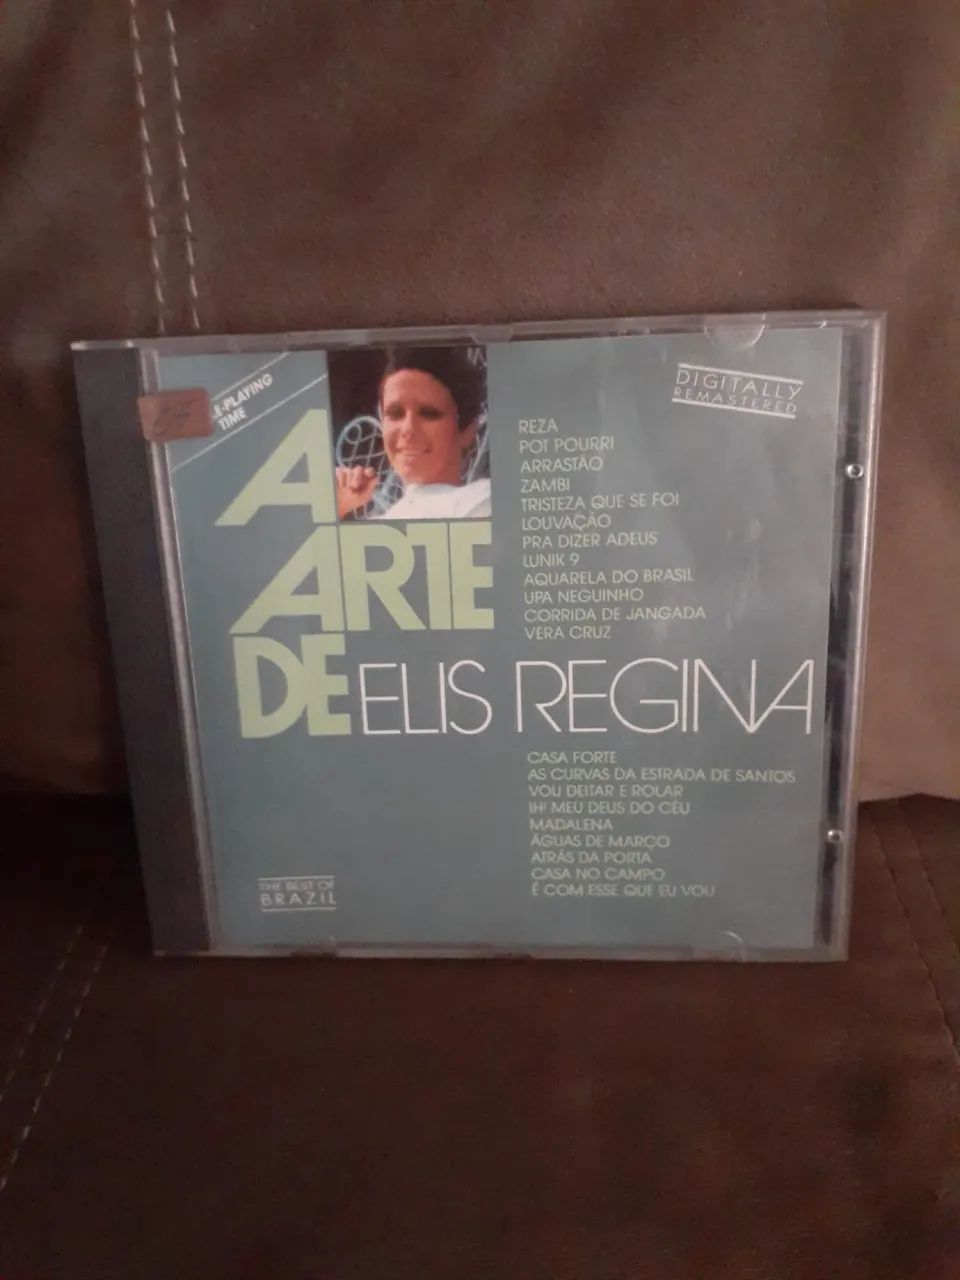 -PLAYING
TIME
DIGITALLY
REMASTERED
A
ARTE
DE ELIS REGINA
REZA
POT POURRI
ARRASTÃO
ZAMBI
TRISTEZA QUE SE FOI
LOUVAÇÃO
PRA DIZER ADEUS
LUNIK 9
AQUARELA DO BRASIL
UPA NEGUINHO
CORRIDA DE JANGADA
VERA CRUZ
CASA FORTE
AS CURVAS DA ESTRADA DE SANTOS
VOU DEITAR E ROLAR
IH! MEU DEUS DO CÉU
MADALENA
ÁGUAS DE MARÇO
ATRÁS DA PORTA
CASA NO CAMPO
É COM ESSE QUE EU VOU
THE BEST OF
BRAZIL